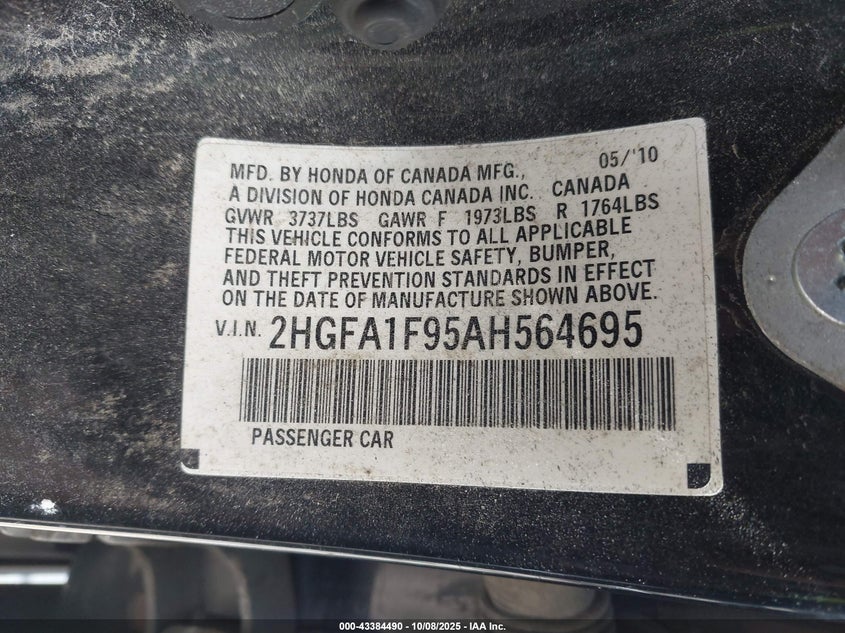 05/'10
MFD. BY HONDA OF CANADA MFG.,
A DIVISION OF HONDA CANADA INC. CANADA
GVWR 3737LBS GAWR F 1973LBS R 1764LBS
THIS VEHICLE CONFORMS TO ALL APPLICABLE
FEDERAL MOTOR VEHICLE SAFETY, BUMPER,
AND THEFT PREVENTION STANDARDS IN EFFECT
ON THE DATE OF MANUFACTURE SHOWN ABOVE.
V.I.N. 2HGFA1F95AH564695
PASSENGER CAR
000-43384490 - 10/08/2025 - IAA Inc.